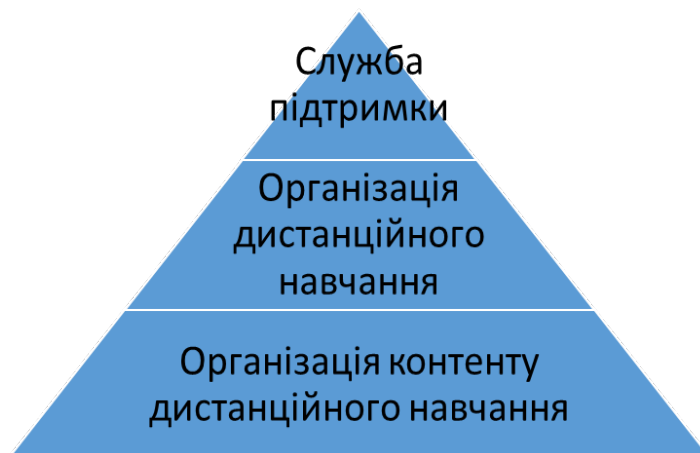 Служба
підтримки
Організація
дистанційного
навчання
Організація контенту
дистанційного навчання